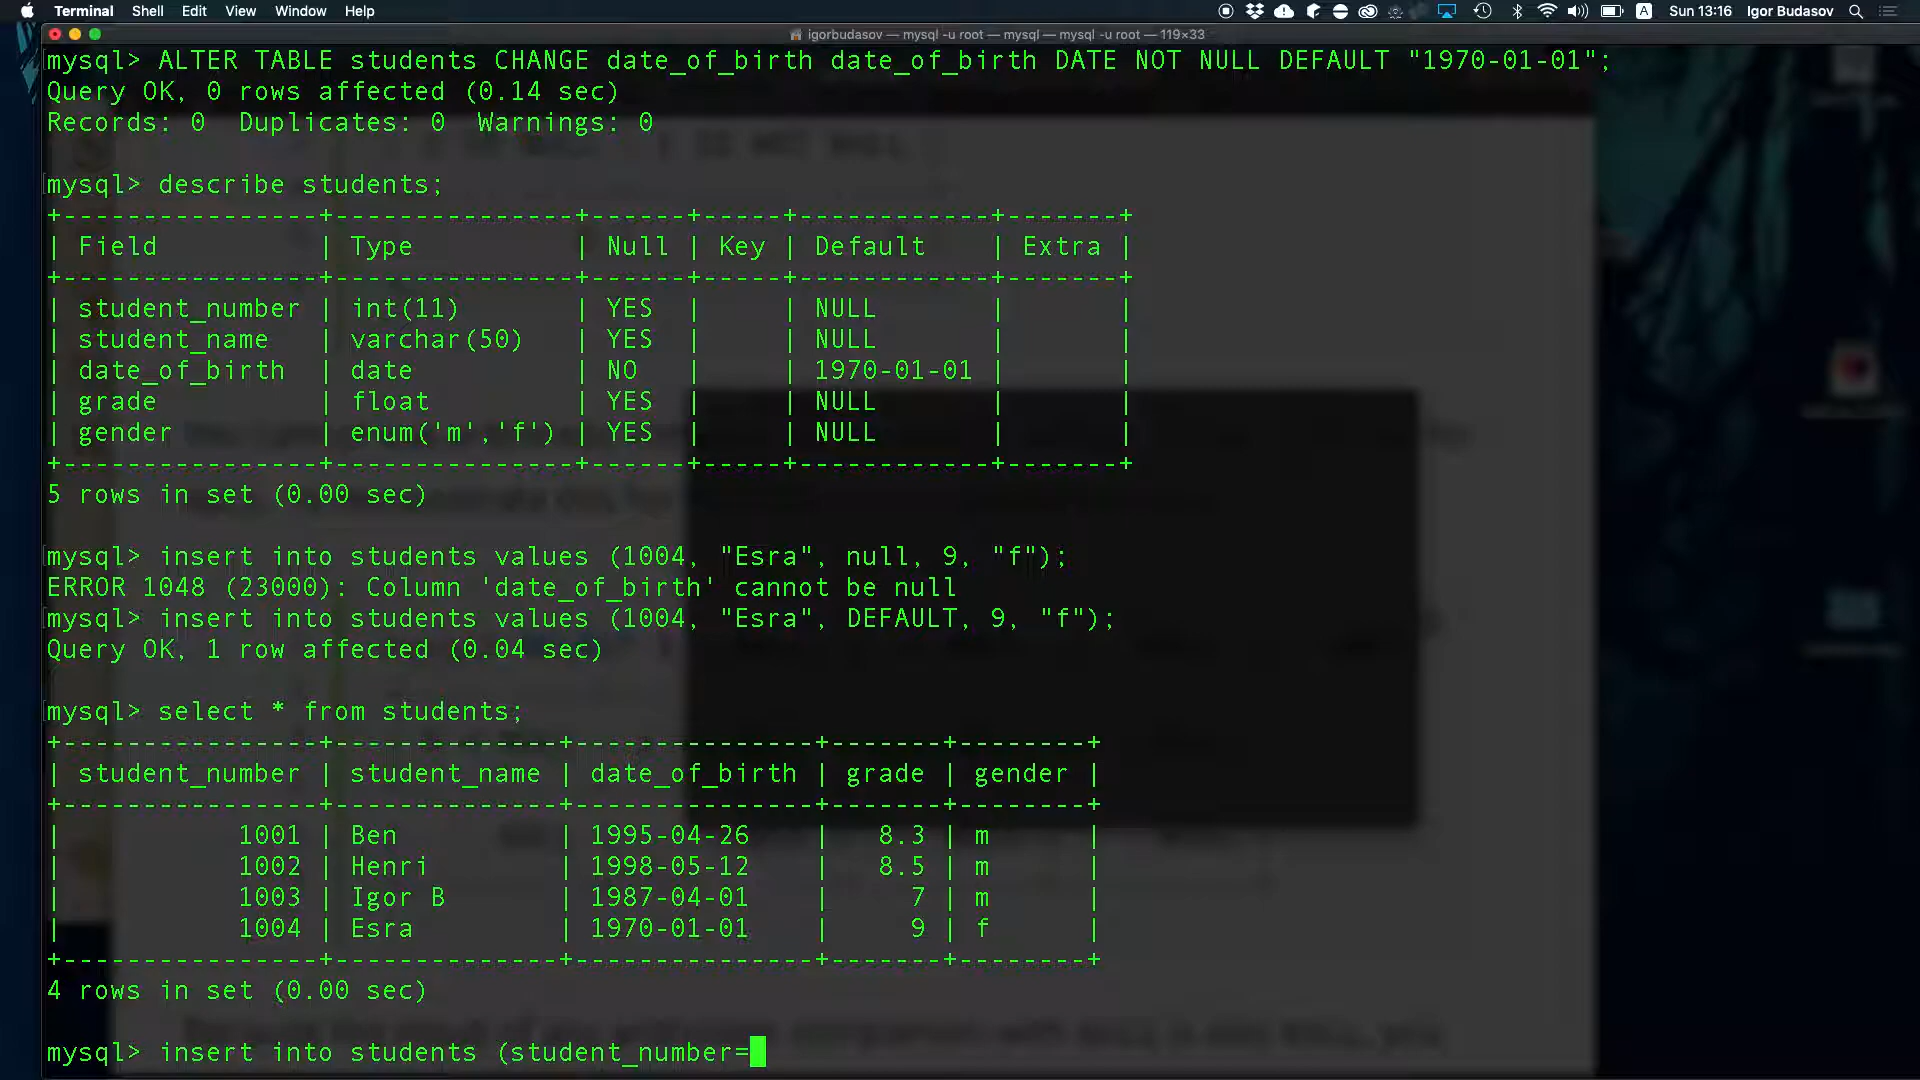 Terminal Shell Edit View Window Help Sun 13:16 Igor Budasov
igorbudasov — mysql -u root — mysql — mysql -u root — 119×33
mysql> ALTER TABLE students CHANGE date_of_birth date_of_birth DATE NOT NULL DEFAULT "1970-01-01";
Query OK, 0 rows affected (0.14 sec)
Records: 0  Duplicates: 0  Warnings: 0
mysql> describe students;
+----------------+---------------+------+-----+------------+-------+
| Field          | Type          | Null | Key | Default    | Extra |
+----------------+---------------+------+-----+------------+-------+
| student_number | int(11)       | YES  |     | NULL       |       |
| student_name   | varchar(50)   | YES  |     | NULL       |       |
| date_of_birth  | date          | NO   |     | 1970-01-01 |       |
| grade          | float         | YES  |     | NULL       |       |
| gender         | enum('m','f') | YES  |     | NULL       |       |
+----------------+---------------+------+-----+------------+-------+
5 rows in set (0.00 sec)
mysql> insert into students values (1004, "Esra", null, 9, "f");
ERROR 1048 (23000): Column 'date_of_birth' cannot be null
mysql> insert into students values (1004, "Esra", DEFAULT, 9, "f");
Query OK, 1 row affected (0.04 sec)
mysql> select * from students;
+----------------+--------------+---------------+-------+--------+
| student_number | student_name | date_of_birth | grade | gender |
+----------------+--------------+---------------+-------+--------+
|           1001 | Ben          | 1995-04-26    |   8.3 | m      |
|           1002 | Henri        | 1998-05-12    |   8.5 | m      |
|           1003 | Igor B       | 1987-04-01    |     7 | m      |
|           1004 | Esra         | 1970-01-01    |     9 | f      |
+----------------+--------------+---------------+-------+--------+
4 rows in set (0.00 sec)
mysql> insert into students (student_number=